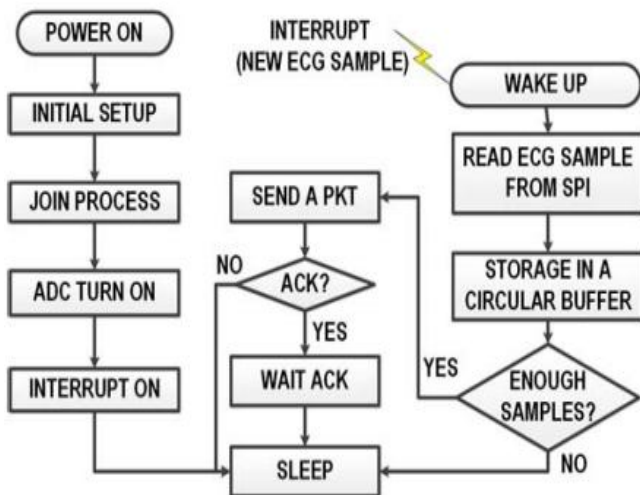 POWER ON
INITIAL SETUP
JOIN PROCESS
ADC TURN ON
INTERRUPT ON
INTERRUPT
(NEW ECG SAMPLE)
WAKE UP
READ ECG SAMPLE
FROM SPI
STORAGE IN A
CIRCULAR BUFFER
ENOUGH
SAMPLES?
YES
NO
SEND A PKT
ACK?
NO
YES
WAIT ACK
SLEEP